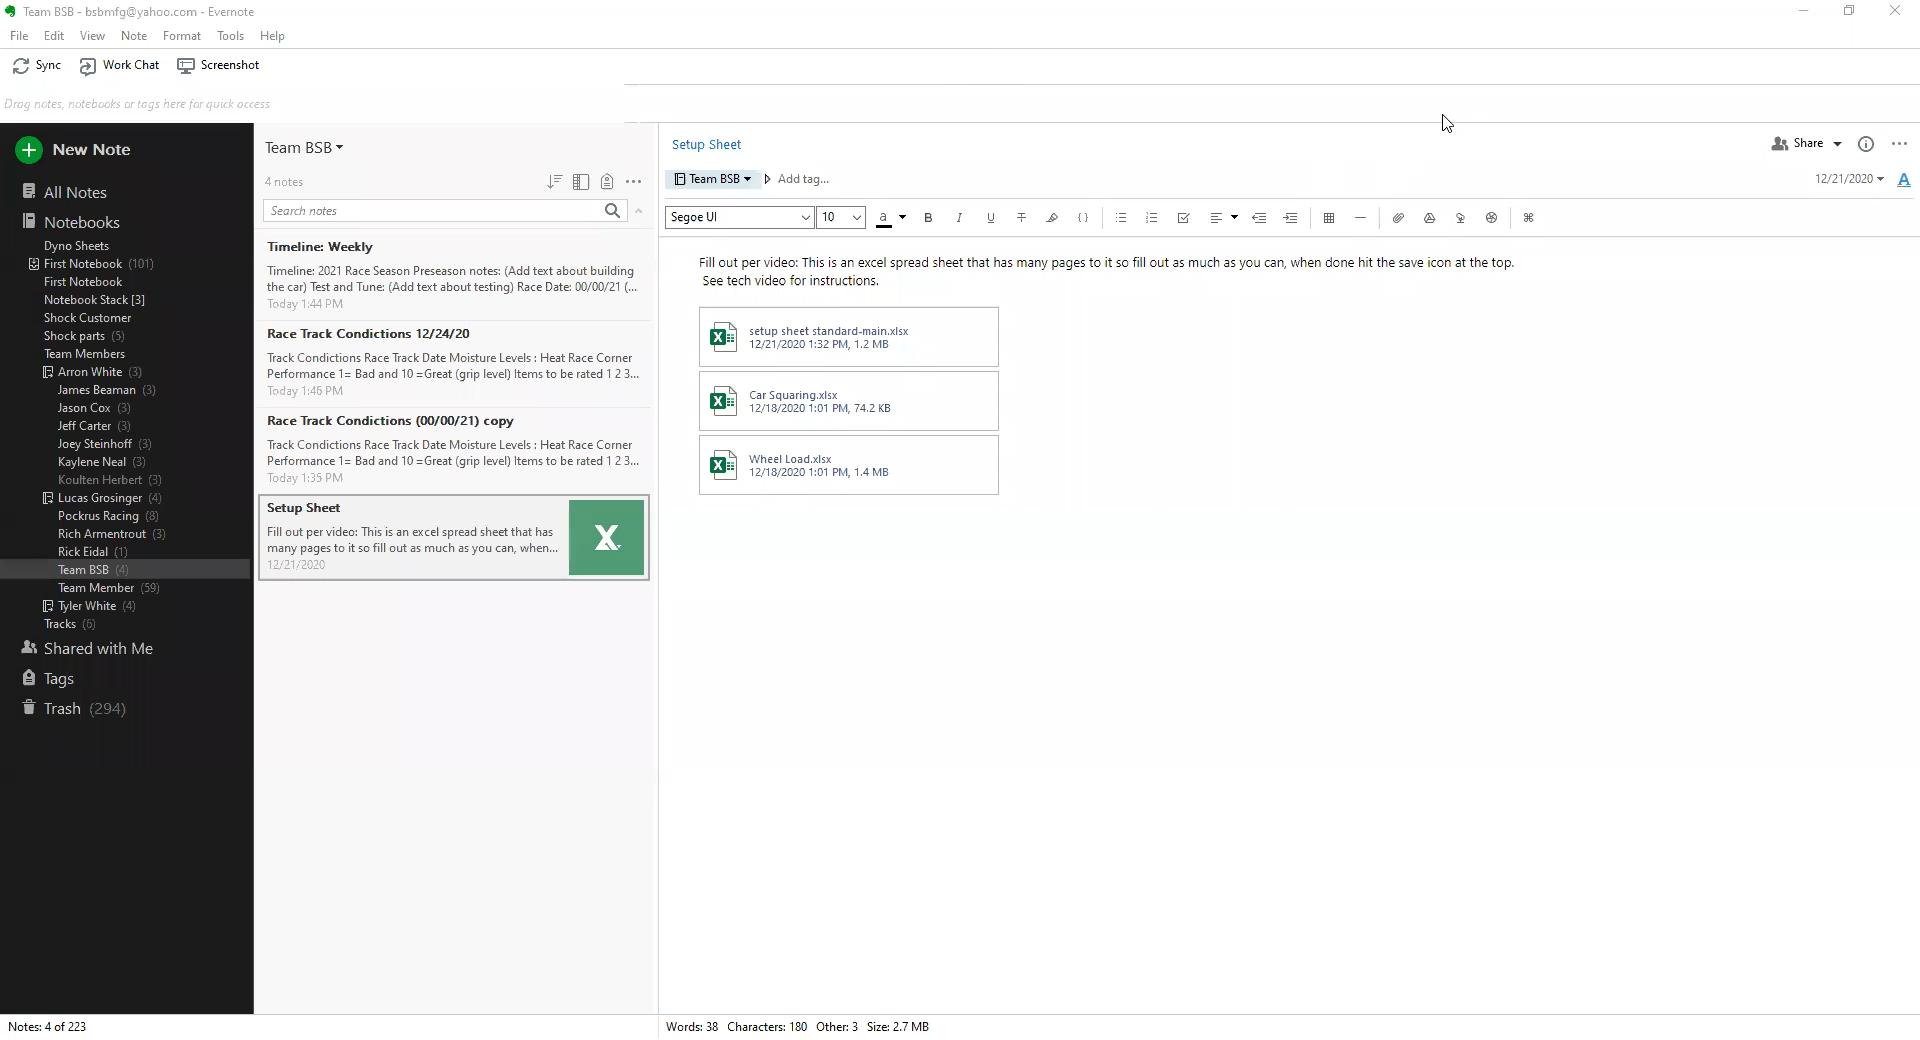 Team BSB - bsbmfg@yahoo.com - Evernote
File Edit View Note Format Tools Help
Sync Work Chat Screenshot
Drag notes, notebooks or tags here for quick access
New Note
All Notes
Notebooks
Dyno Sheets
First Notebook (101)
First Notebook
Notebook Stack [3]
Shock Customer
Shock parts (5)
Team Members
Arron White (3)
James Beaman (3)
Jason Cox (3)
Jeff Carter (3)
Joey Steinhoff (3)
Kaylene Neal (3)
Koulten Herbert (3)
Lucas Grosinger (4)
Pockrus Racing (8)
Rich Armentrout (3)
Rick Eidal (1)
Team BSB (4)
Team Member (59)
Tyler White (4)
Tracks (6)
Shared with Me
Tags
Trash (294)
Team BSB
4 notes
Search notes
Timeline: Weekly
Timeline: 2021 Race Season Preseason notes: (Add text about building
the car) Test and Tune: (Add text about testing) Race Date: 00/00/21 (...
Today 1:44 PM
Race Track Condictions 12/24/20
Track Condictions Race Track Date Moisture Levels : Heat Race Corner
Performance 1= Bad and 10 =Great (grip level) Items to be rated 1 2 3...
Today 1:46 PM
Race Track Condictions (00/00/21) copy
Track Condictions Race Track Date Moisture Levels : Heat Race Corner
Performance 1= Bad and 10 =Great (grip level) Items to be rated 1 2 3...
Today 1:35 PM
Setup Sheet
Fill out per video: This is an excel spread sheet that has
many pages to it so fill out as much as you can, when...
12/21/2020
X
Setup Sheet
Share
Team BSB Add tag...
12/21/2020 A
Segoe UI 10 a B I U T
Fill out per video: This is an excel spread sheet that has many pages to it so fill out as much as you can, when done hit the save icon at the top.
See tech video for instructions.
setup sheet standard-main.xlsx
12/21/2020 1:32 PM, 1.2 MB
Car Squaring.xlsx
12/18/2020 1:01 PM, 74.2 KB
Wheel Load.xlsx
12/18/2020 1:01 PM, 1.4 MB
Notes: 4 of 223
Words: 38 Characters: 180 Other: 3 Size: 2.7 MB